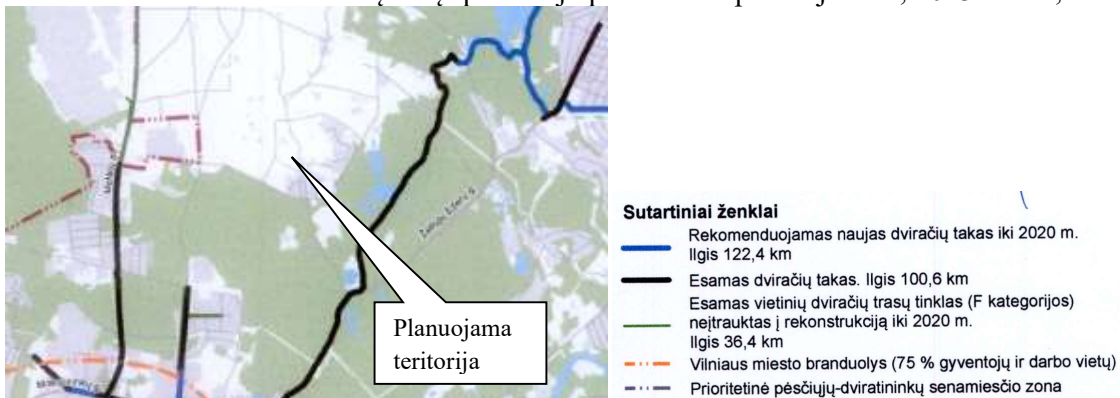 Planuojama
teritorija
Žaliųjų Ežerų g.
Sutartiniai ženklai
Rekomenduojamas naujas dviračių takas iki 2020 m.
Ilgis 122,4 km
Esamas dviračių takas. Ilgis 100,6 km
Esamas vietinių dviračių trasų tinklas (F kategorijos)
neįtrauktas į rekonstrukciją iki 2020 m.
Ilgis 36,4 km
Vilniaus miesto branduolys (75 % gyventojų ir darbo vietų)
Prioritetinė pėsčiųjų-dviratininkų senamiesčio zona